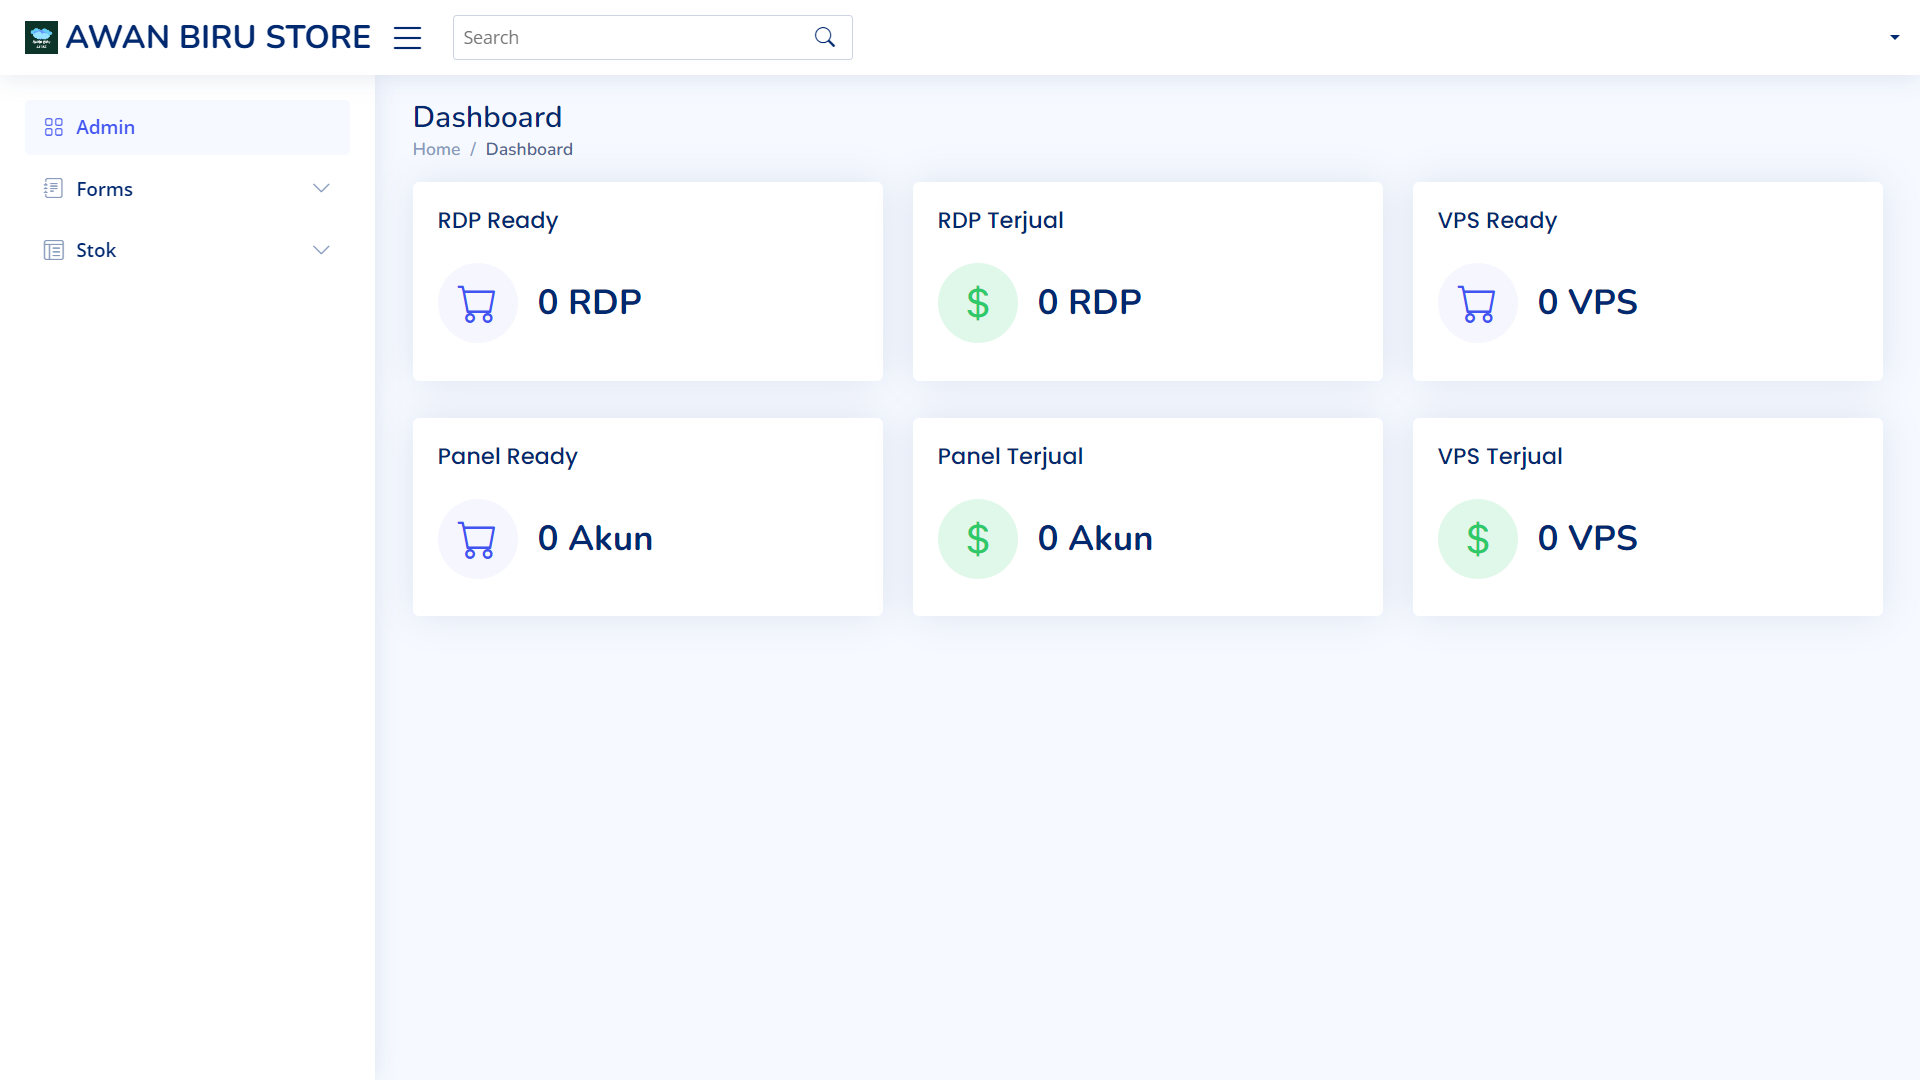 AWAN BIRU STORE
Search
Admin
Forms
Stok
Dashboard
Home / Dashboard
RDP Ready
0 RDP
RDP Terjual
$ 0 RDP
VPS Ready
0 VPS
Panel Ready
0 Akun
Panel Terjual
$ 0 Akun
VPS Terjual
$ 0 VPS